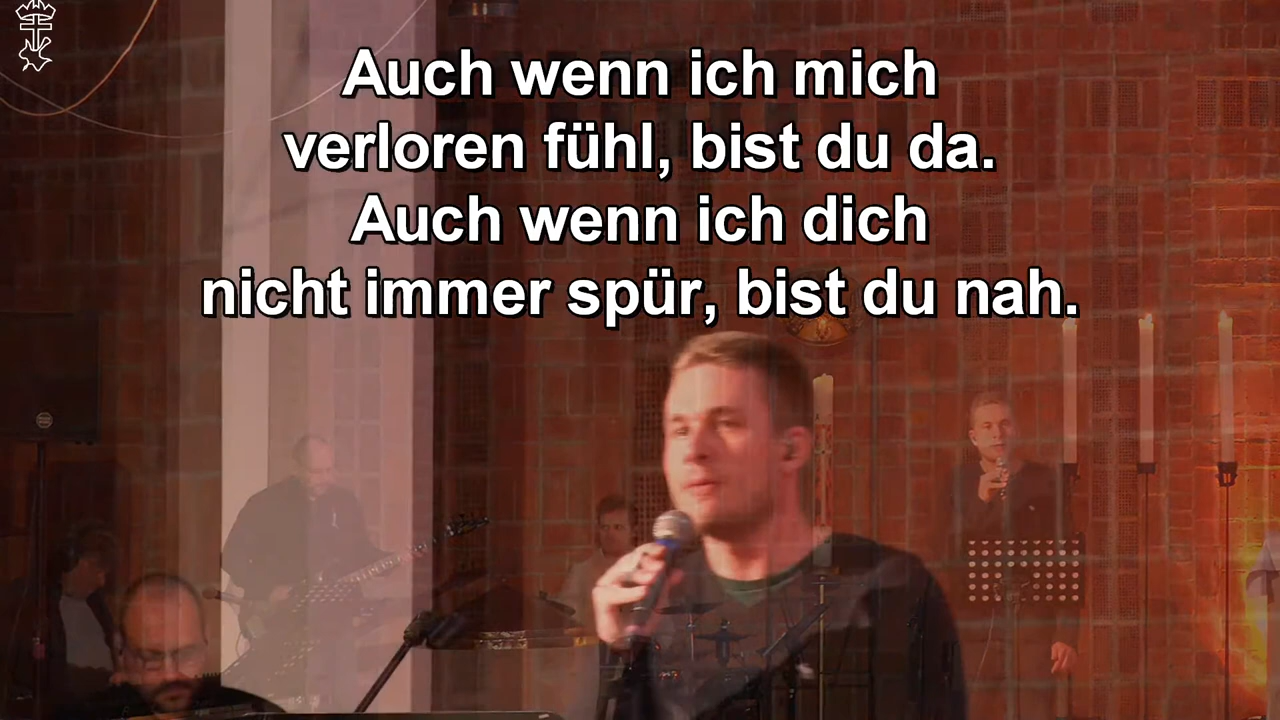 Auch wenn ich mich
verloren fühl, bist du da.
Auch wenn ich dich
nicht immer spür, bist du nah.